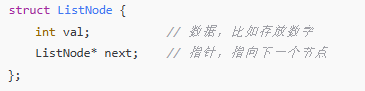 struct ListNode {
    int val;          // 数据，比如存放数字
    ListNode* next;   // 指针，指向下一个节点
};